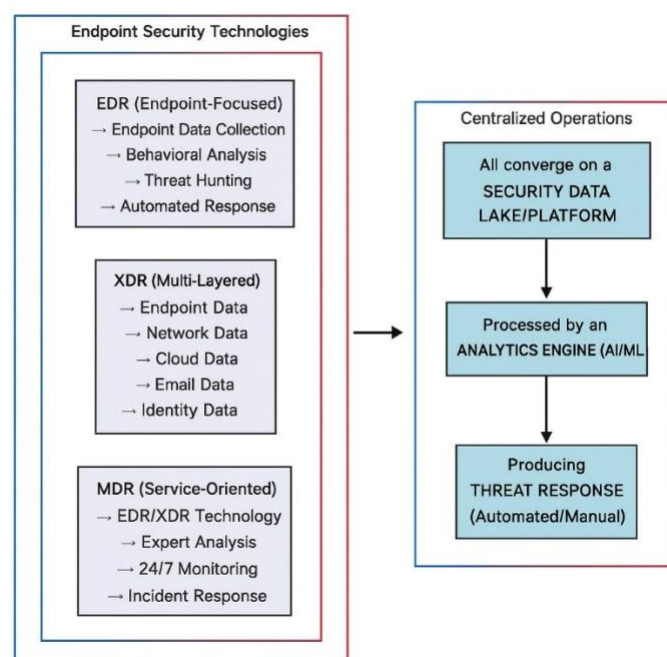 Endpoint Security Technologies
EDR (Endpoint-Focused)
→ Endpoint Data Collection
→ Behavioral Analysis
→ Threat Hunting
→ Automated Response
XDR (Multi-Layered)
→ Endpoint Data
→ Network Data
→ Cloud Data
→ Email Data
→ Identity Data
MDR (Service-Oriented)
→ EDR/XDR Technology
→ Expert Analysis
→ 24/7 Monitoring
→ Incident Response
Centralized Operations
All converge on a
SECURITY DATA
LAKE/PLATFORM
Processed by an
ANALYTICS ENGINE (AI/ML
Producing
THREAT RESPONSE
(Automated/Manual)